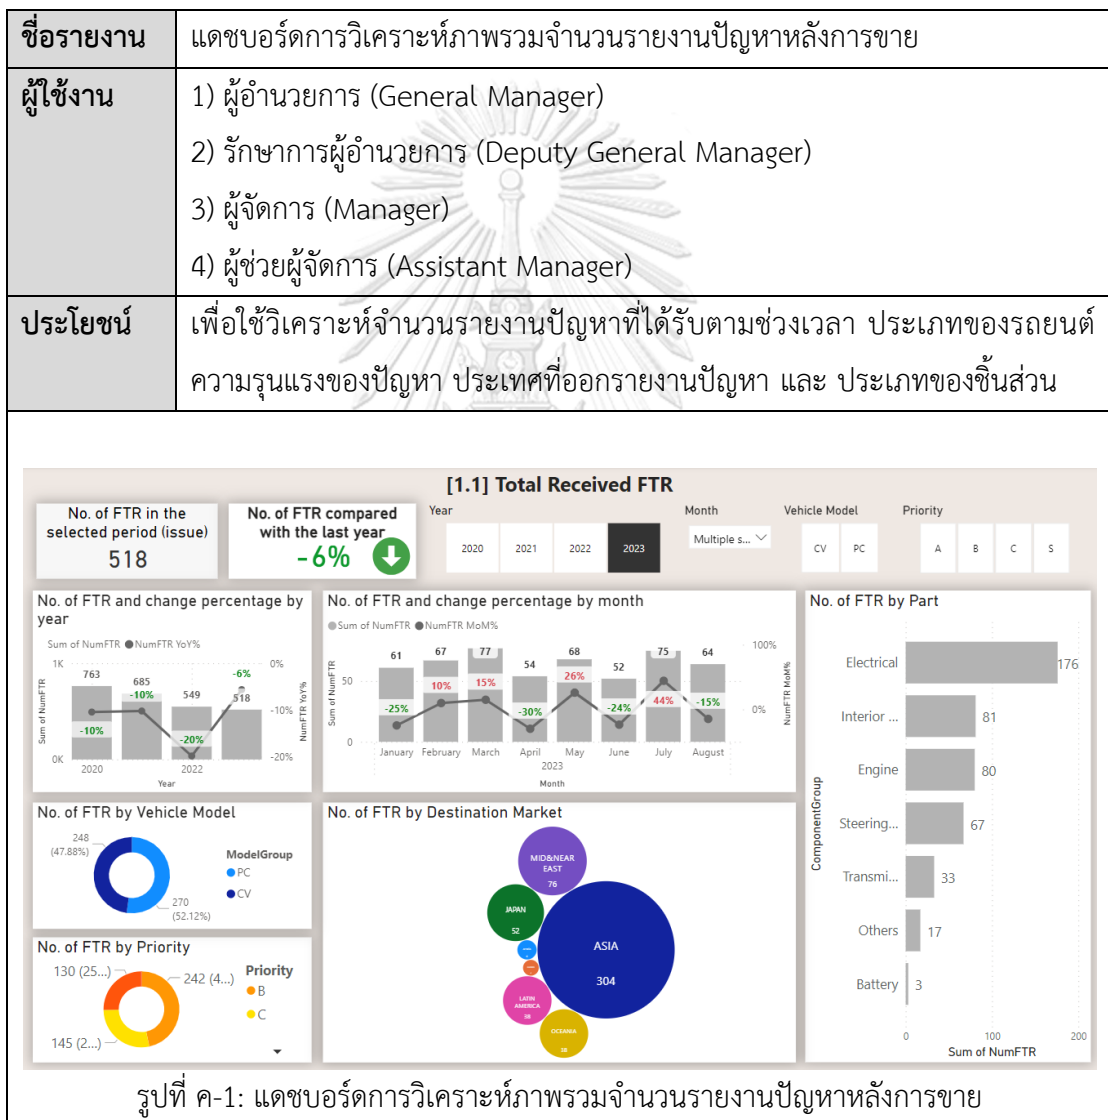 ชื่อรายงาน
แดชบอร์ดการวิเคราะห์ภาพรวมจำนวนรายงานปัญหาหลังการขาย
ผู้ใช้งาน
1) ผู้อำนวยการ (General Manager)
2) รักษาการผู้อำนวยการ (Deputy General Manager)
3) ผู้จัดการ (Manager)
4) ผู้ช่วยผู้จัดการ (Assistant Manager)
ประโยชน์
เพื่อใช้วิเคราะห์จำนวนรายงานปัญหาที่ได้รับตามช่วงเวลา ประเภทของรถยนต์
ความรุนแรงของปัญหา ประเทศที่ออกรายงานปัญหา และ ประเภทของชิ้นส่วน
[1.1] Total Received FTR
No. of FTR in the
selected period (issue)
518
No. of FTR compared
with the last year
-6%
Year
2020 2021 2022 2023
Month
Multiple s...
Vehicle Model
CV PC
Priority
A B C S
No. of FTR and change percentage by
year
Sum of NumFTR NumFTR YoY%
Sum of NumFTR
1K
0K
763 685 549 518
-10% -10% -20% -6%
0%
-10%
-20%
NumFTR YoY%
2020 2022
Year
No. of FTR and change percentage by month
Sum of NumFTR NumFTR MoM%
Sum of NumFTR
50
0
61 67 77 54 68 52 75 64
-25% 10% 15% -30% 26% -24% 44% -15%
100%
0%
NumFTR MoM%
January February March April May June July August
2023
Month
No. of FTR by Part
ComponentGroup
Electrical 176
Interior ... 81
Engine 80
Steering... 67
Transmi... 33
Others 17
Battery 3
0 100 200
Sum of NumFTR
No. of FTR by Vehicle Model
248
(47.88%)
270
(52.12%)
ModelGroup
PC
CV
No. of FTR by Priority
130 (25...)
242 (4...)
145 (2...)
Priority
B
C
No. of FTR by Destination Market
MID&NEAR
EAST
76
JAPAN
52
ASIA
304
LATIN
AMERICA
OCEANIA
รูปที่ ค-1: แดชบอร์ดการวิเคราะห์ภาพรวมจำนวนรายงานปัญหาหลังการขาย